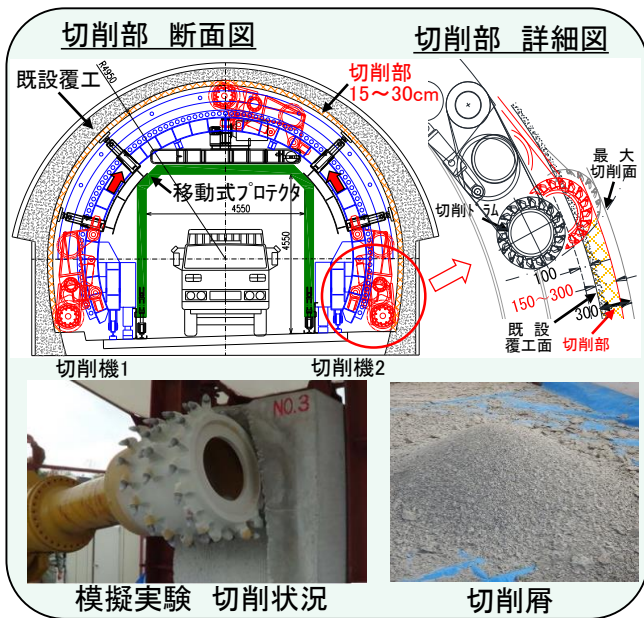 切削部 断面図
切削部 詳細図
R4950
既設覆工
切削部
15～30cm
最大
切削面
移動式プロテクタ
4550
4550
切削ドラム
100
150～300
300
既設
覆工面
切削部
切削機1
切削機2
NO.3
模擬実験 切削状況
切削屑